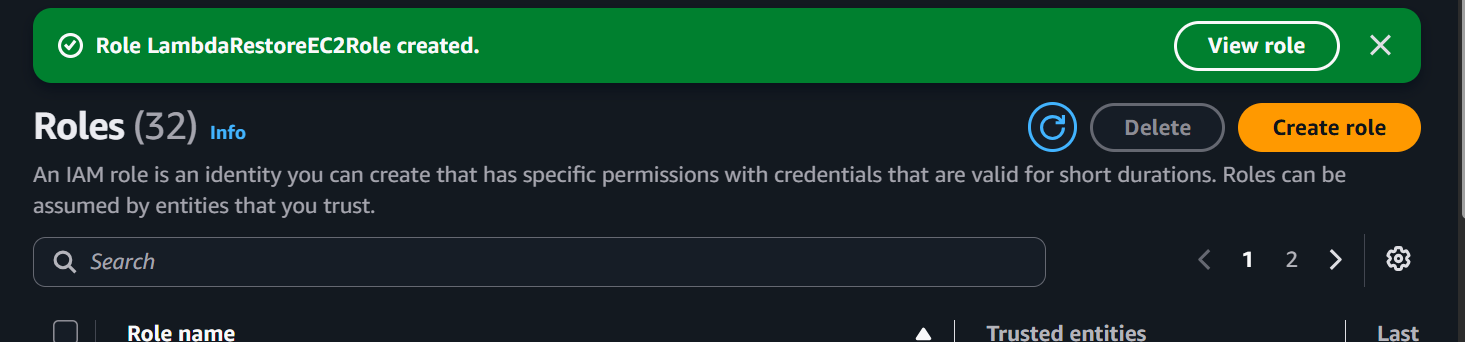 Role LambdaRestoreEC2Role created.
View role
Roles (32) Info
Delete
Create role
An IAM role is an identity you can create that has specific permissions with credentials that are valid for short durations. Roles can be
assumed by entities that you trust.
Search
1 2
Role name
Trusted entities
Last